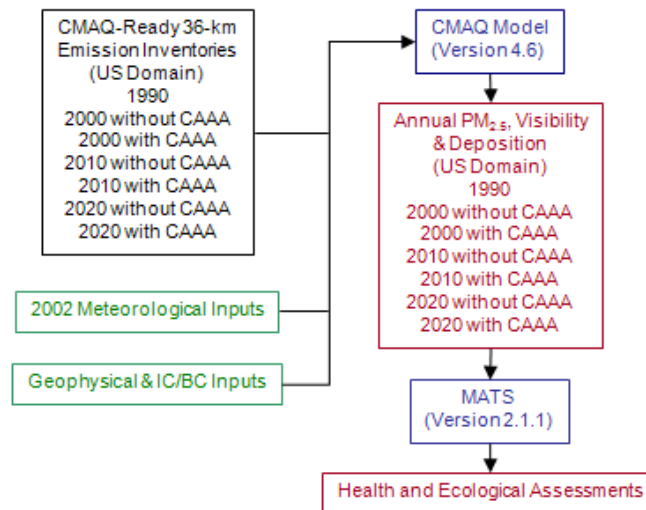 CMAQ-Ready 36-km
Emission Inventories
(US Domain)
1990
2000 without CAAA
2000 with CAAA
2010 without CAAA
2010 with CAAA
2020 without CAAA
2020 with CAAA
2002 Meteorological Inputs
Geophysical & IC/BC Inputs
CMAQ Model
(Version 4.6)
Annual PM₂.₅, Visibility
& Deposition
(US Domain)
1990
2000 without CAAA
2000 with CAAA
2010 without CAAA
2010 with CAAA
2020 without CAAA
2020 with CAAA
MATS
(Version 2.1.1)
Health and Ecological Assessments